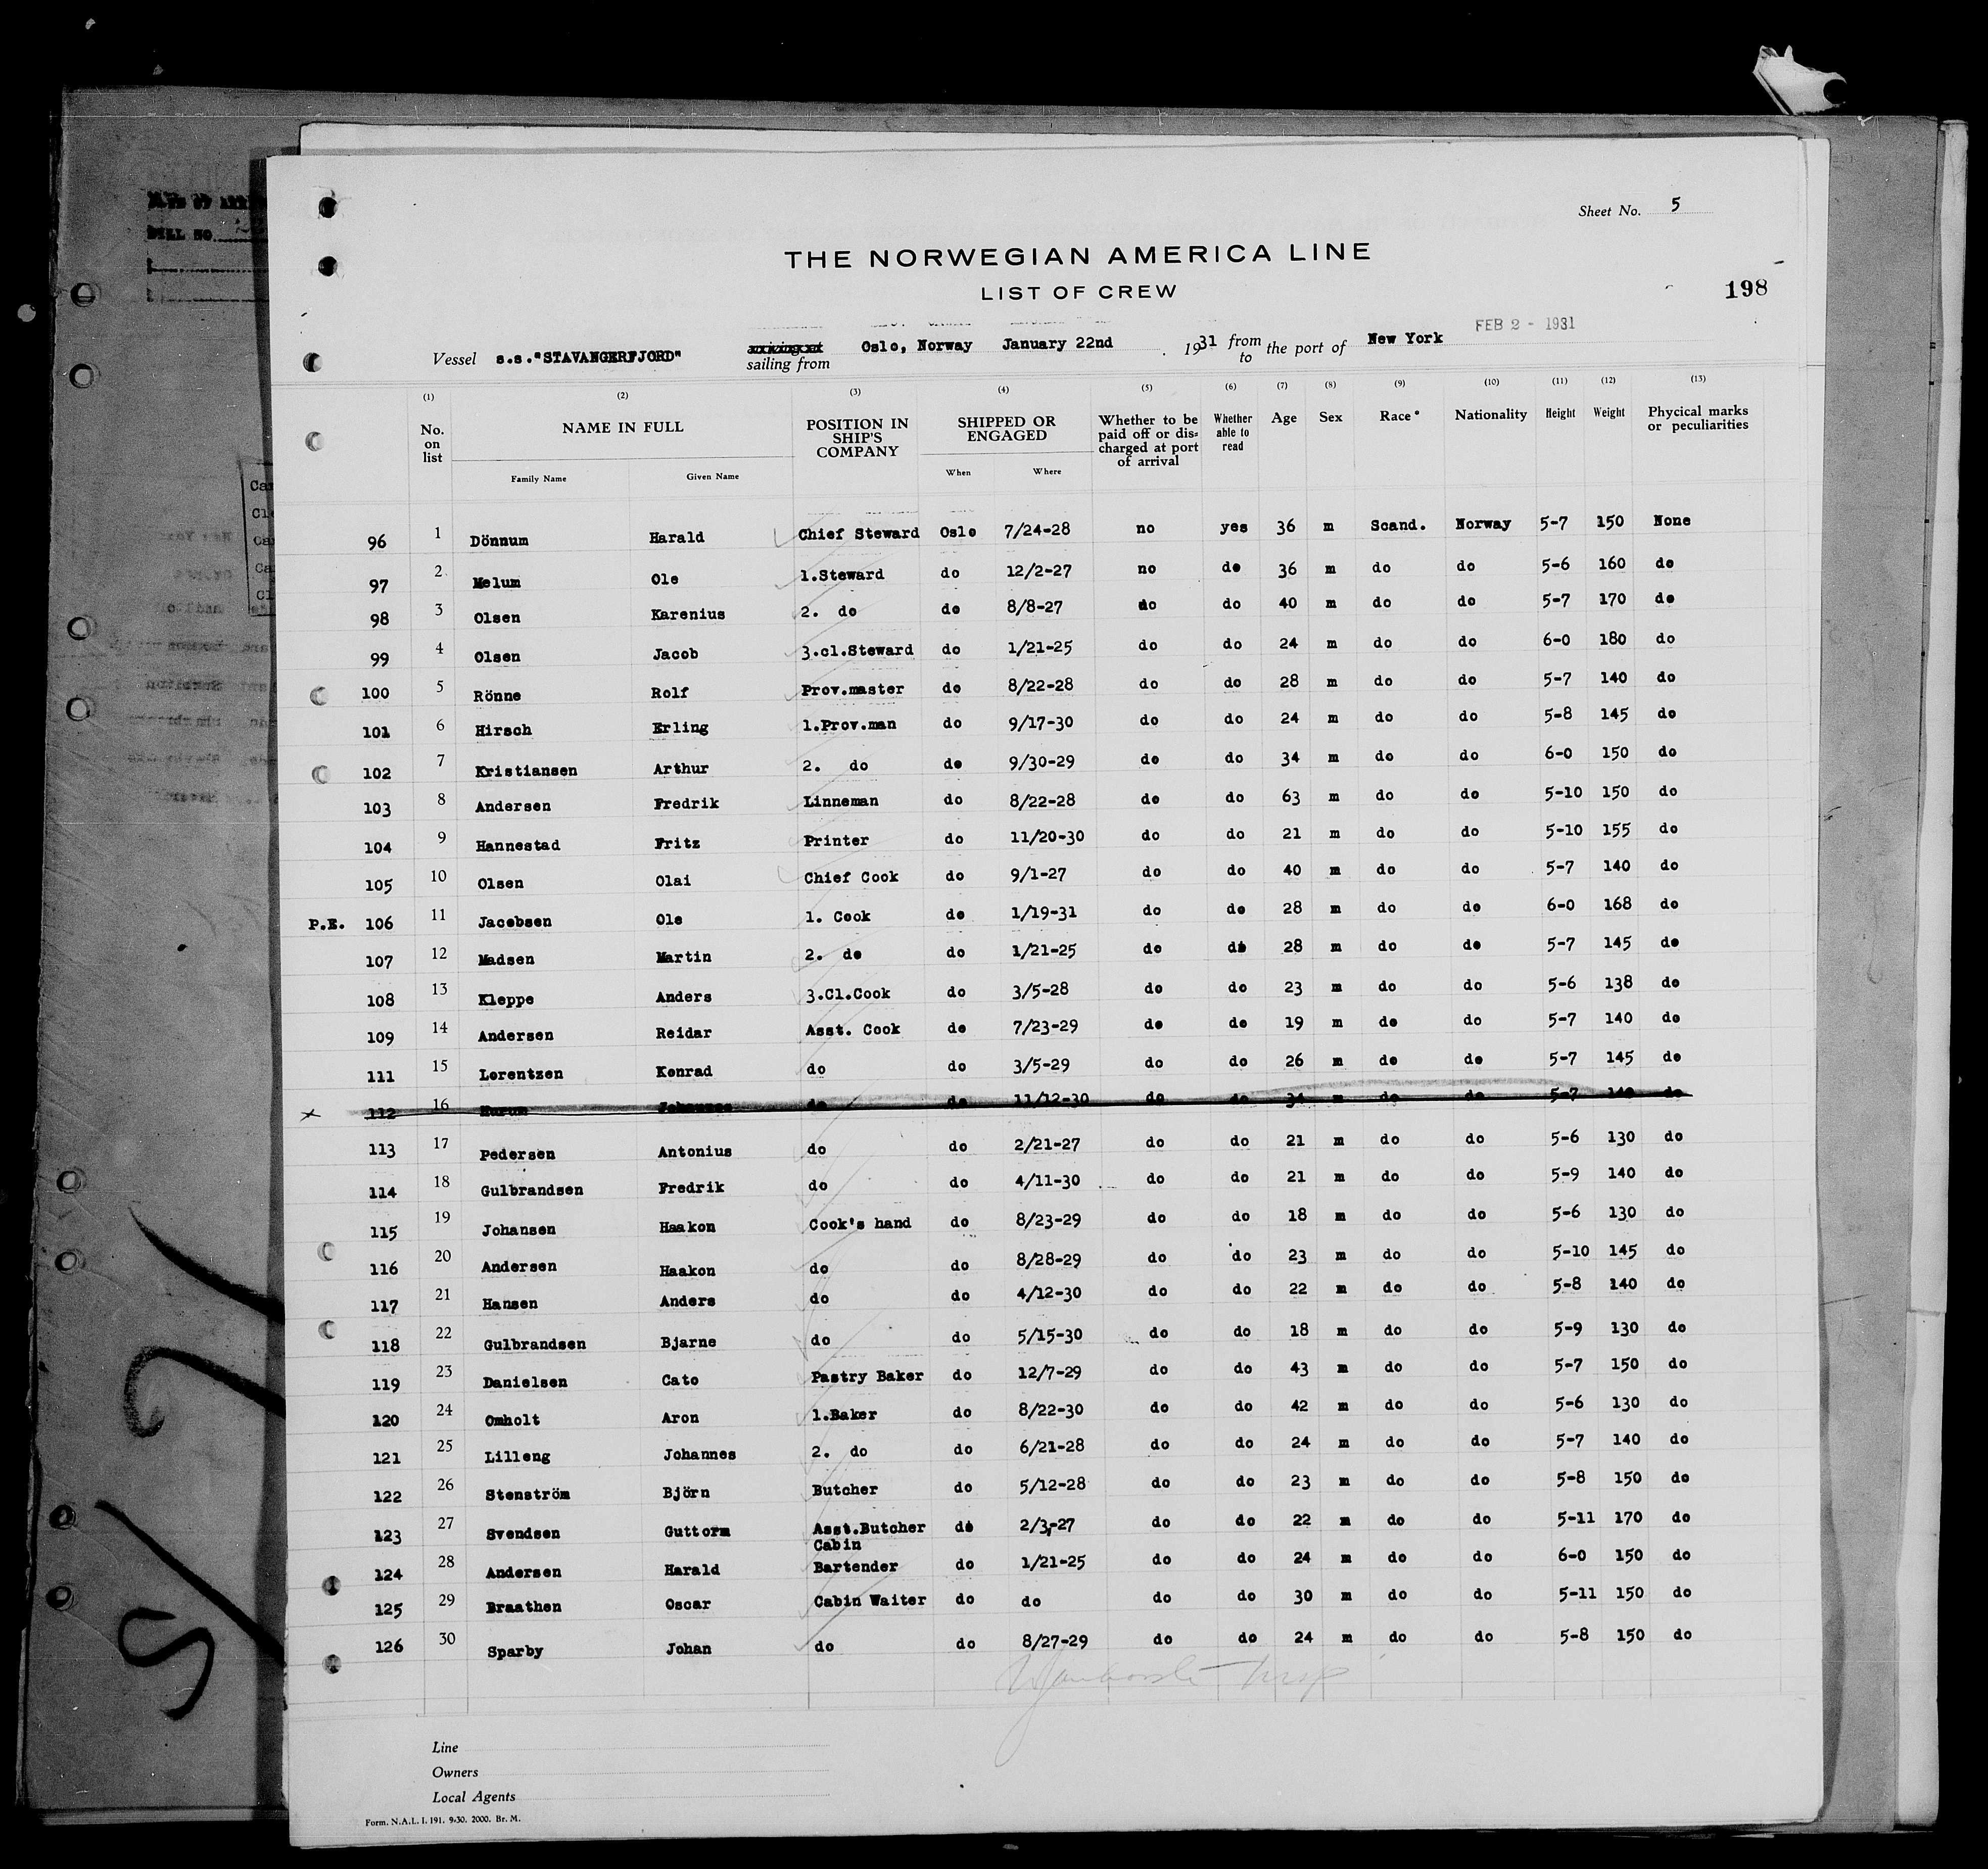 Sheet No. 5
THE NORWEGIAN AMERICA LINE
LIST OF CREW
198
FEB 2 - 1931
Vessel s.s."STAVANGERFJORD" sailing from Oslo, Norway January 22nd . 1931 from to the port of New York
(1) (2) (3) (4) (5) (6) (7) (8) (9) (10) (11) (12) (13)
No. on list NAME IN FULL POSITION IN SHIP'S COMPANY SHIPPED OR ENGAGED Whether to be paid off or dis-charged at port of arrival Whether able to read Age Sex Race* Nationality Height Weight Phycical marks or peculiarities
Family Name Given Name When Where
96 1 Dönnum Harald Chief Steward Oslo 7/24-28 no yes 36 m Scand. Norway 5-7 150 None
97 2 Melum Ole 1.Steward do 12/2-27 no do 36 m do do 5-6 160 do
98 3 Olsen Karenius 2. do do 8/8-27 do do 40 m do do 5-7 170 do
99 4 Olsen Jacob 3.cl.Steward do 1/21-25 do do 24 m do do 6-0 180 do
100 5 Rönne Rolf Prov.master do 8/22-28 do do 28 m do do 5-7 140 do
101 6 Hirsch Erling 1.Prov.man do 9/17-30 do do 24 m do do 5-8 145 do
102 7 Kristiansen Arthur 2. do do 9/30-29 do do 34 m do do 6-0 150 do
103 8 Andersen Fredrik Linneman do 8/22-28 do do 63 m do do 5-10 150 do
104 9 Hannestad Fritz Printer do 11/20-30 do do 21 m do do 5-10 155 do
105 10 Olsen Olai Chief Cook do 9/1-27 do do 40 m do do 5-7 140 do
P.E. 106 11 Jacobsen Ole 1. Cook do 1/19-31 do do 28 m do do 6-0 168 do
107 12 Madsen Martin 2. do do 1/21-25 do do 28 m do do 5-7 145 do
108 13 Kleppe Anders 3.Cl.Cook do 3/5-28 do do 23 m do do 5-6 138 do
109 14 Andersen Reidar Asst. Cook do 7/23-29 do do 19 m do do 5-7 140 do
111 15 Lorentzen Konrad do do 3/5-29 do do 26 m do do 5-7 145 do
x 112 16 do do 11/12-30 do do 34 m do do 5-7 140 do
113 17 Pedersen Antonius do do 2/21-27 do do 21 m do do 5-6 130 do
114 18 Gulbrandsen Fredrik do do 4/11-30 do do 21 m do do 5-9 140 do
115 19 Johansen Haakon Cook's hand do 8/23-29 do do 18 m do do 5-6 130 do
116 20 Andersen Haakon do do 8/28-29 do do 23 m do do 5-10 145 do
117 21 Hansen Anders do do 4/12-30 do do 22 m do do 5-8 140 do
118 22 Gulbrandsen Bjarne do do 5/15-30 do do 18 m do do 5-9 130 do
119 23 Danielsen Cato Pastry Baker do 12/7-29 do do 43 m do do 5-7 150 do
120 24 Omholt Aron 1.Baker do 8/22-30 do do 42 m do do 5-6 130 do
121 25 Lilleng Johannes 2. do do 6/21-28 do do 24 m do do 5-7 140 do
122 26 Stenström Björn Butcher do 5/12-28 do do 23 m do do 5-8 150 do
123 27 Svendsen Guttorm Asst.Butcher do 2/3-27 do do 22 m do do 5-11 170 do
124 28 Andersen Harald Cabin Bartender do 1/21-25 do do 24 m do do 6-0 150 do
125 29 Braathen Oscar Cabin Waiter do do do do 30 m do do 5-11 150 do
126 30 Sparby Johan do do 8/27-29 do do 24 m do do 5-8 150 do
Line
Owners
Local Agents
Form. N.A.L. I. 191. 9-30. 2000. Br. M.